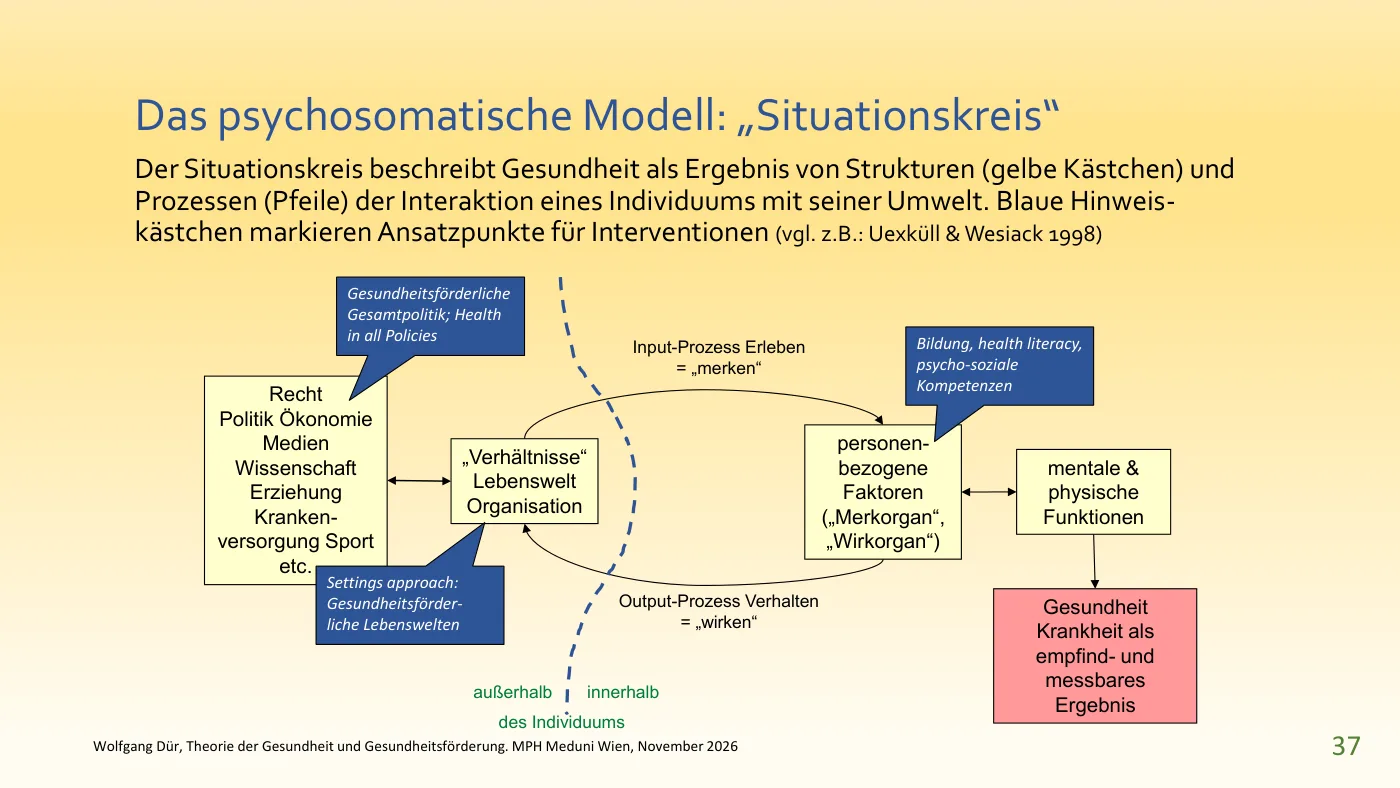 Das psychosomatische Modell: „Situationskreis“
Der Situationskreis beschreibt Gesundheit als Ergebnis von Strukturen (gelbe Kästchen) und
Prozessen (Pfeile) der Interaktion eines Individuums mit seiner Umwelt. Blaue Hinweis-
kästchen markieren Ansatzpunkte für Interventionen (vgl. z.B.: Uexküll & Wesiack 1998)
Gesundheitsförderliche
Gesamtpolitik; Health
in all Policies
Recht
Politik Ökonomie
Medien
Wissenschaft
Erziehung
Kranken-
versorgung Sport
etc.
„Verhältnisse“
Lebenswelt
Organisation
Settings approach:
Gesundheitsförder-
liche Lebenswelten
Input-Prozess Erleben
= „merken“
Output-Prozess Verhalten
= „wirken“
Bildung, health literacy,
psycho-soziale
Kompetenzen
personen-
bezogene
Faktoren
(„Merkorgan“,
„Wirkorgan“)
mentale &
physische
Funktionen
Gesundheit
Krankheit als
empfind- und
messbares
Ergebnis
außerhalb innerhalb
des Individuums
Wolfgang Dür, Theorie der Gesundheit und Gesundheitsförderung. MPH Meduni Wien, November 2026
37